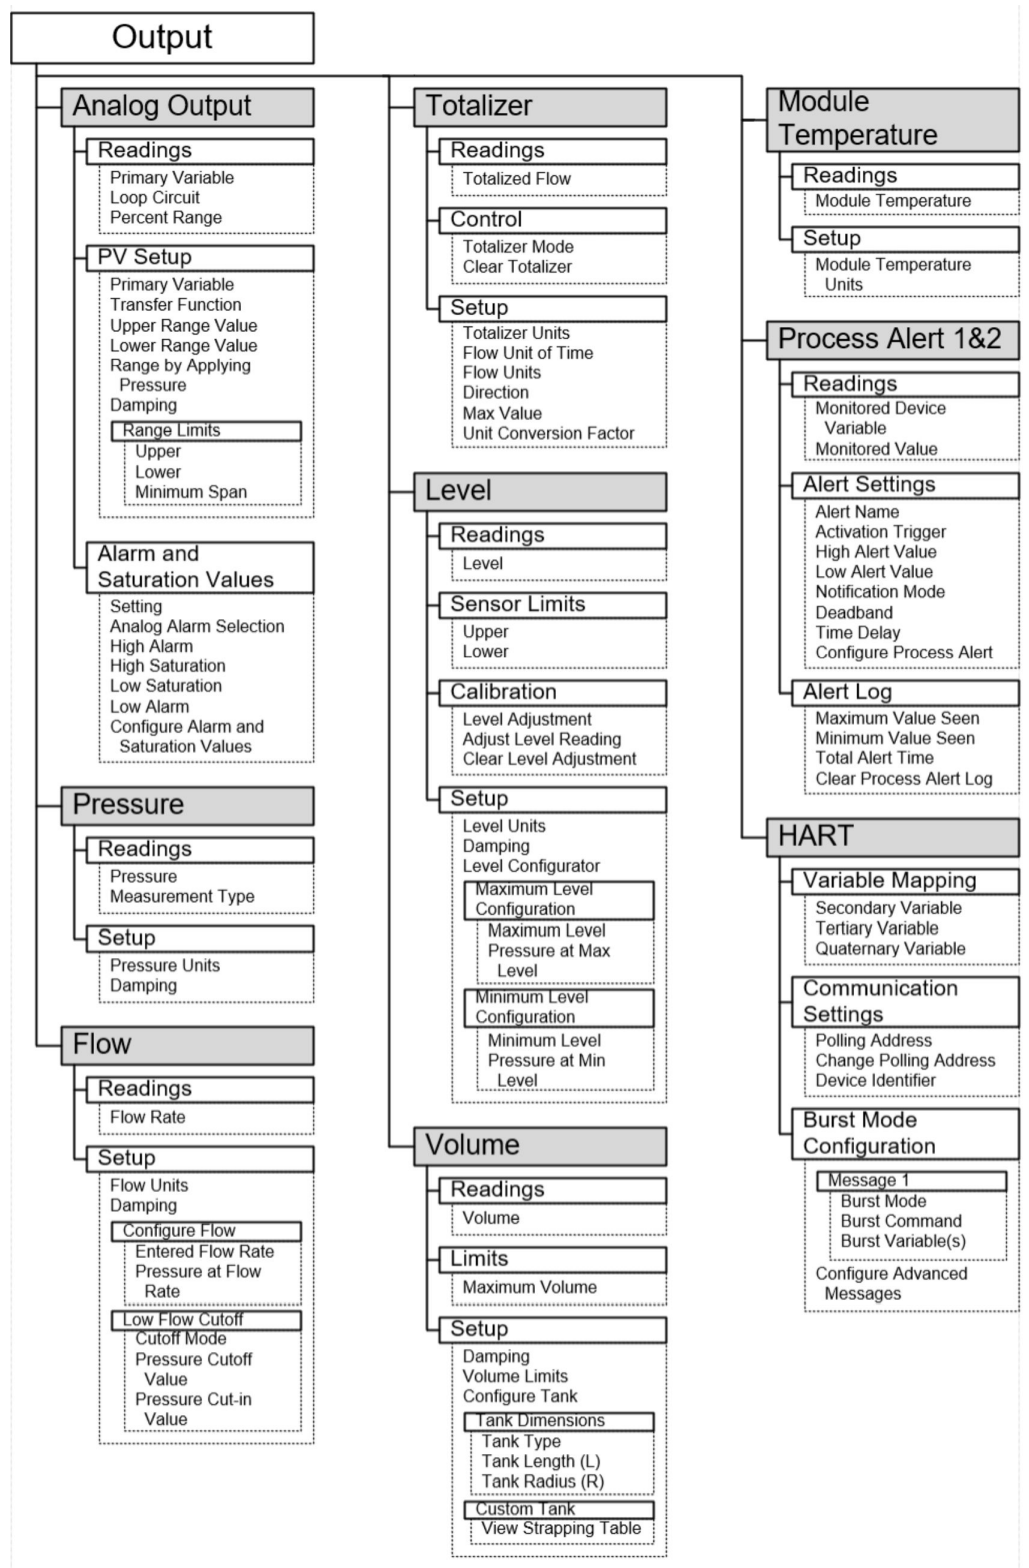 Output
Analog Output
Readings
Primary Variable
Loop Circuit
Percent Range
PV Setup
Primary Variable
Transfer Function
Upper Range Value
Lower Range Value
Range by Applying
Pressure
Damping
Range Limits
Upper
Lower
Minimum Span
Alarm and
Saturation Values
Setting
Analog Alarm Selection
High Alarm
High Saturation
Low Saturation
Low Alarm
Configure Alarm and
Saturation Values
Pressure
Readings
Pressure
Measurement Type
Setup
Pressure Units
Damping
Flow
Readings
Flow Rate
Setup
Flow Units
Damping
Configure Flow
Entered Flow Rate
Pressure at Flow
Rate
Low Flow Cutoff
Cutoff Mode
Pressure Cutoff
Value
Pressure Cut-in
Value
Totalizer
Readings
Totalized Flow
Control
Totalizer Mode
Clear Totalizer
Setup
Totalizer Units
Flow Unit of Time
Flow Units
Direction
Max Value
Unit Conversion Factor
Level
Readings
Level
Sensor Limits
Upper
Lower
Calibration
Level Adjustment
Adjust Level Reading
Clear Level Adjustment
Setup
Level Units
Damping
Level Configurator
Maximum Level
Configuration
Maximum Level
Pressure at Max
Level
Minimum Level
Configuration
Minimum Level
Pressure at Min
Level
Volume
Readings
Volume
Limits
Maximum Volume
Setup
Damping
Volume Limits
Configure Tank
Tank Dimensions
Tank Type
Tank Length (L)
Tank Radius (R)
Custom Tank
View Strapping Table
Module
Temperature
Readings
Module Temperature
Setup
Module Temperature
Units
Process Alert 1&2
Readings
Monitored Device
Variable
Monitored Value
Alert Settings
Alert Name
Activation Trigger
High Alert Value
Low Alert Value
Notification Mode
Deadband
Time Delay
Configure Process Alert
Alert Log
Maximum Value Seen
Minimum Value Seen
Total Alert Time
Clear Process Alert Log
HART
Variable Mapping
Secondary Variable
Tertiary Variable
Quaternary Variable
Communication
Settings
Polling Address
Change Polling Address
Device Identifier
Burst Mode
Configuration
Message 1
Burst Mode
Burst Command
Burst Variable(s)
Configure Advanced
Messages